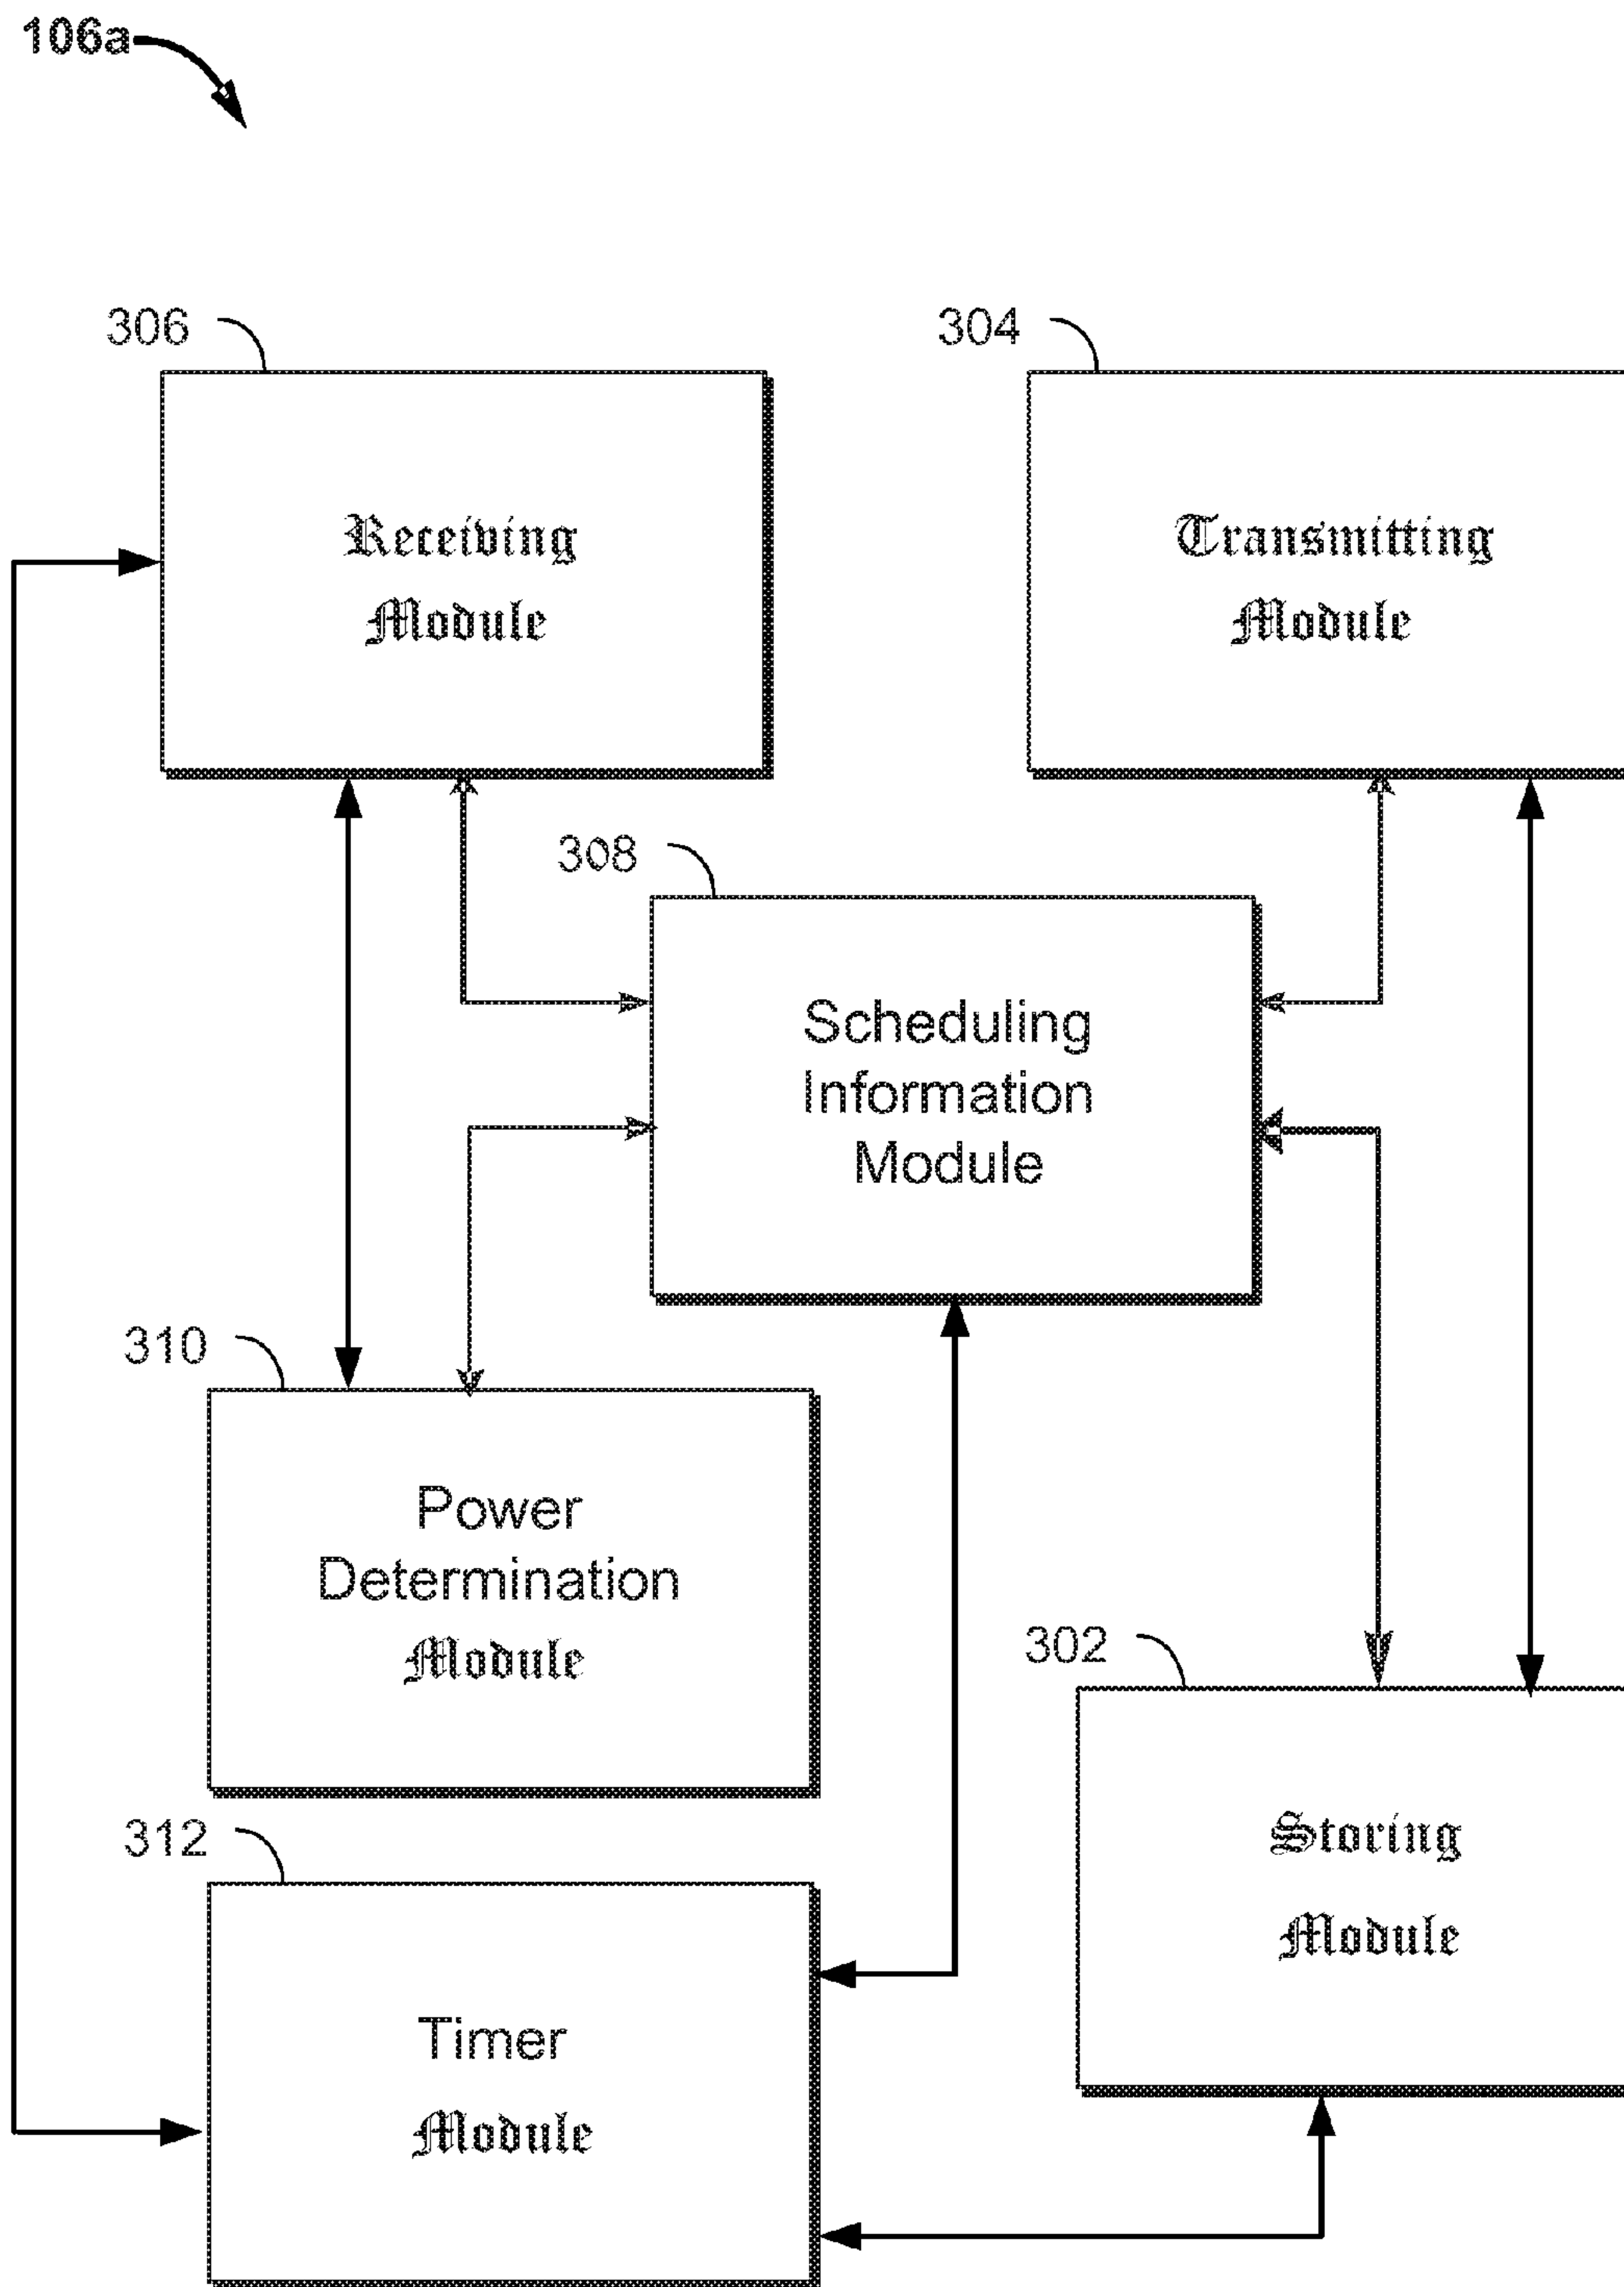 106a
306
304
Receiving
Module
Transmitting
Module
308
Scheduling
Information
Module
310
Power
Determination
Module
302
Storing
Module
312
Timer
Module